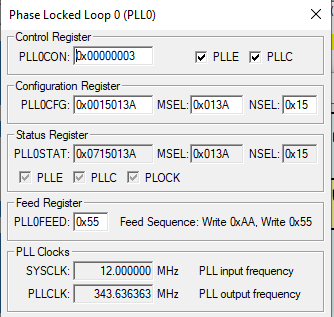 Phase Locked Loop 0 (PLL0)
Control Register
PLL0CON: 0x00000003 PLLE PLLC
Configuration Register
PLL0CFG: 0x0015013A MSEL: 0x013A NSEL: 0x15
Status Register
PLL0STAT: 0x0715013A MSEL: 0x013A NSEL: 0x15
PLLE PLLC PLOCK
Feed Register
PLL0FEED: 0x55 Feed Sequence: Write 0xAA, Write 0x55
PLL Clocks
SYSCLK: 12.000000 MHz PLL input frequency
PLLCLK: 343.636363 MHz PLL output frequency